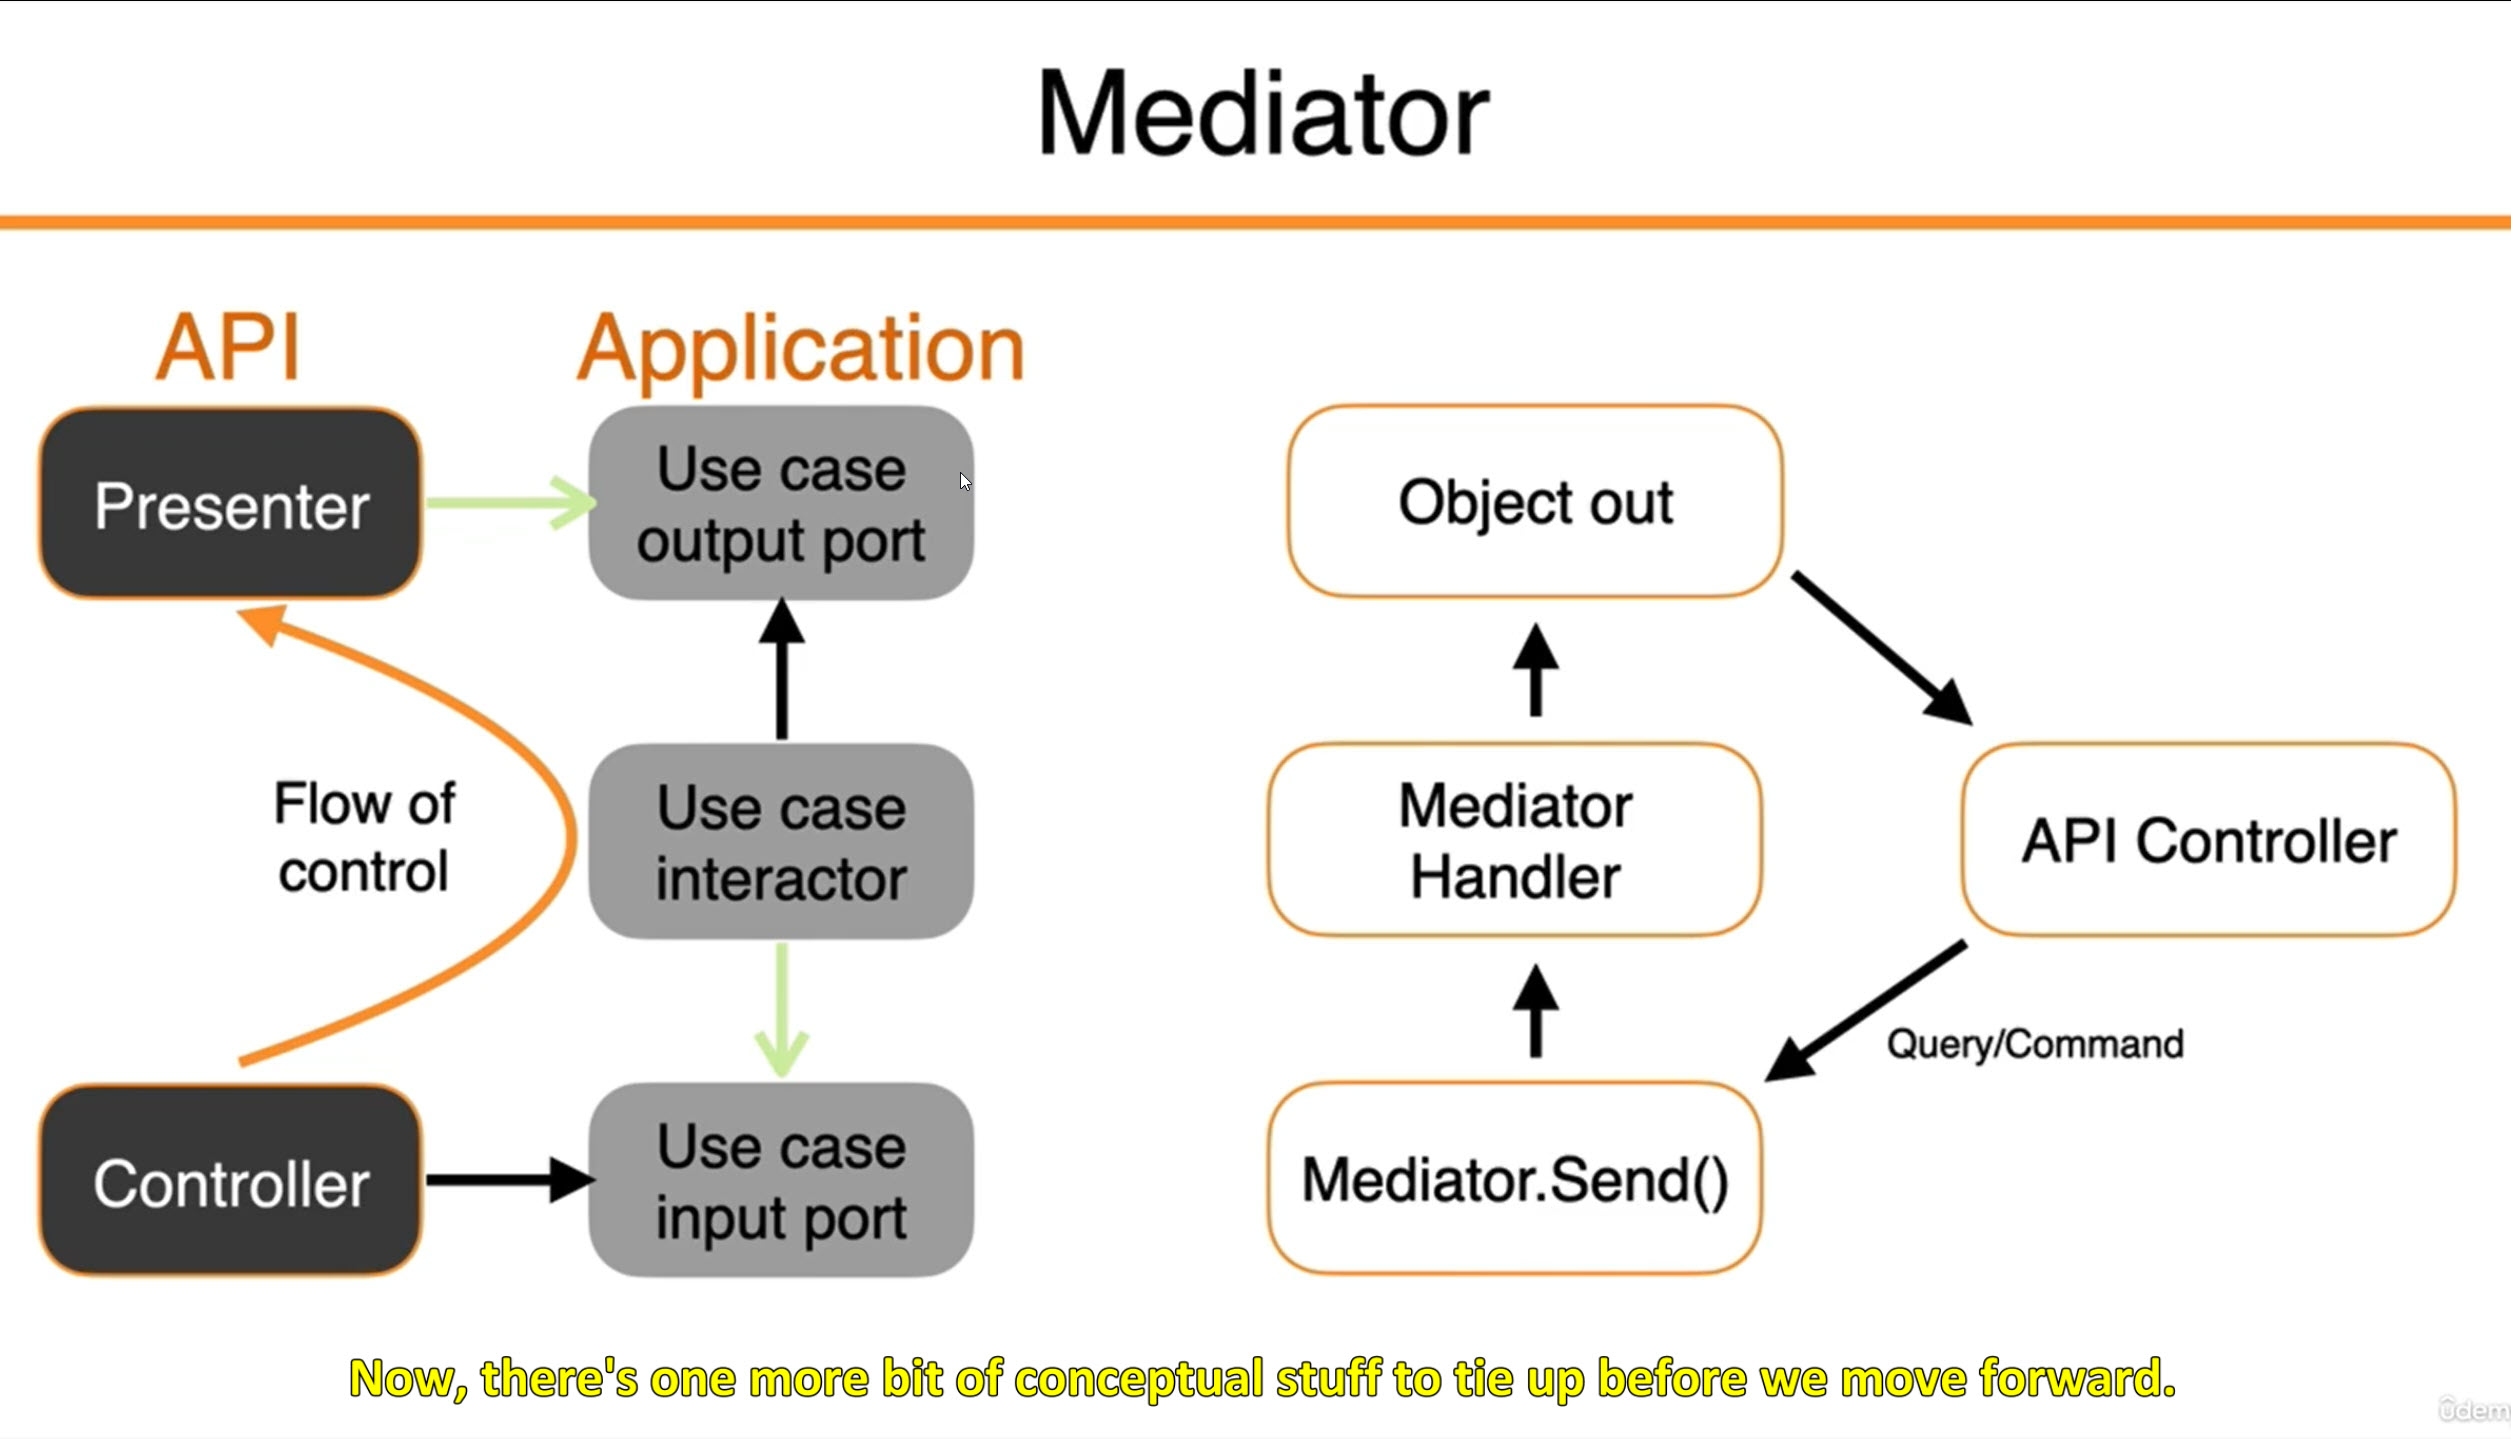 Mediator
API
Application
Presenter
Use case
output port
Flow of
control
Use case
interactor
Controller
Use case
input port
Object out
Mediator
Handler
API Controller
Query/Command
Mediator.Send()
Now, there's one more bit of conceptual stuff to tie up before we move forward.